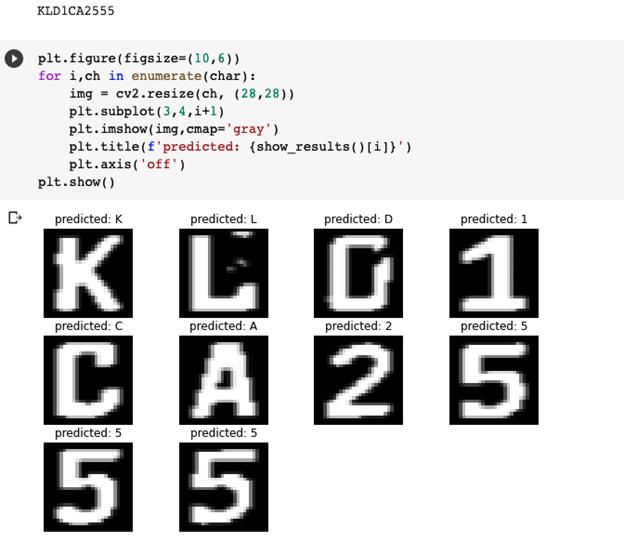 KLD1CA2555
plt.figure(figsize=(10,6))
for i,ch in enumerate(char):
    img = cv2.resize(ch, (28,28))
    plt.subplot(3,4,i+1)
    plt.imshow(img,cmap='gray')
    plt.title(f'predicted: {show_results()[i]}')
    plt.axis('off')
plt.show()
predicted: K predicted: L predicted: D predicted: 1
K L D 1
predicted: C predicted: A predicted: 2 predicted: 5
C A 2 5
predicted: 5 predicted: 5
5 5